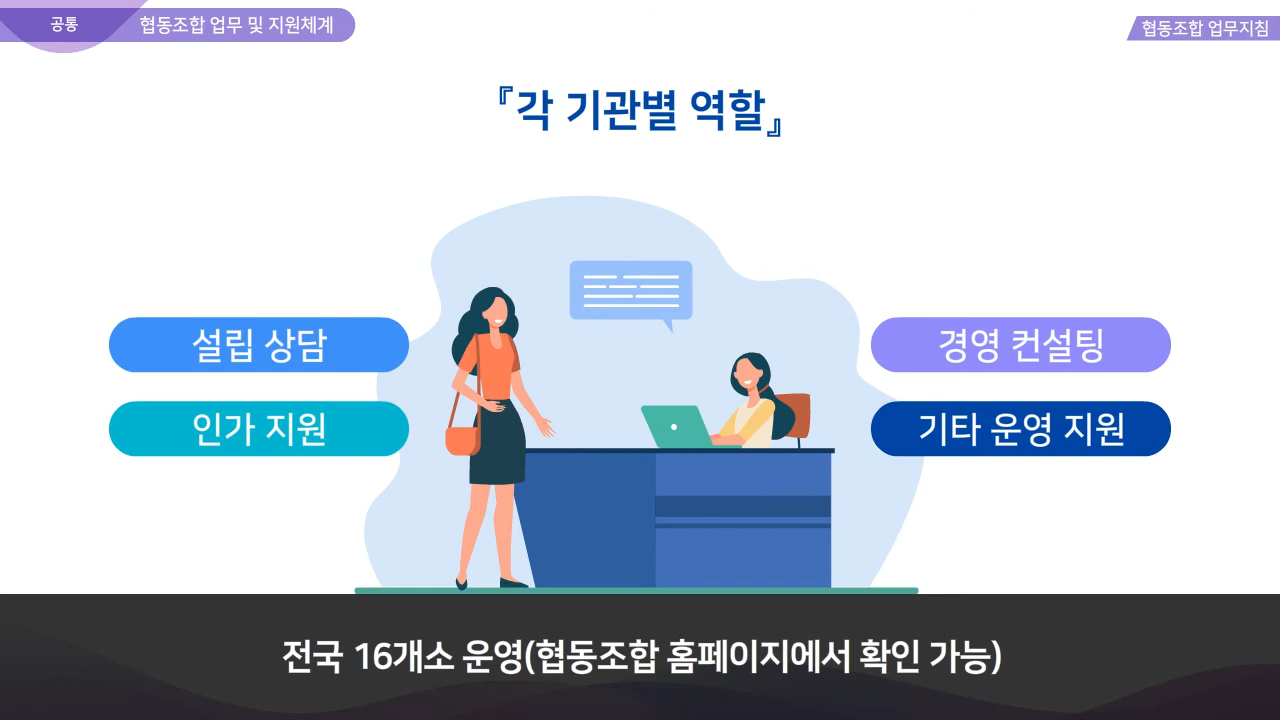 공통
협동조합 업무 및 지원체계
협동조합 업무지침
『각 기관별 역할』
설립 상담
인가 지원
경영 컨설팅
기타 운영 지원
전국 16개소 운영(협동조합 홈페이지에서 확인 가능)